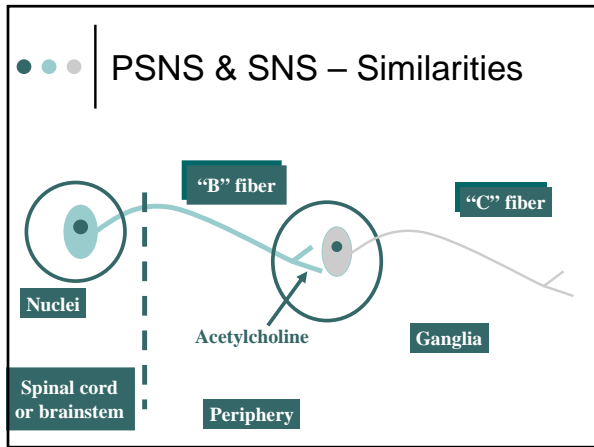 PSNS & SNS – Similarities
“B” fiber
“C” fiber
Nuclei
Acetylcholine
Ganglia
Spinal cord
or brainstem
Periphery